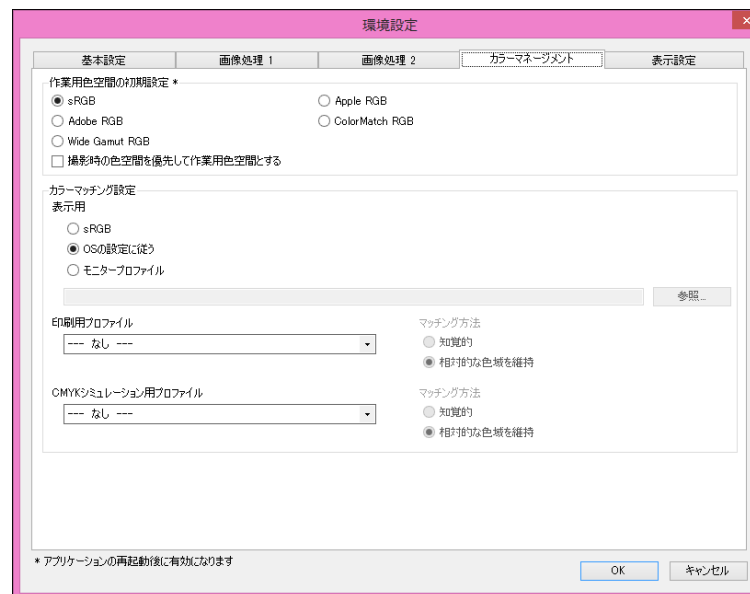 環境設定
基本設定 画像処理 1 画像処理 2 カラーマネージメント 表示設定
作業用色空間の初期設定 *
sRGB Apple RGB
Adobe RGB ColorMatch RGB
Wide Gamut RGB
撮影時の色空間を優先して作業用色空間とする
カラーマッチング設定
表示用
sRGB
OSの設定に従う
モニタープロファイル
参照...
印刷用プロファイル マッチング方法
--- なし --- 知覚的
相対的な色域を維持
CMYKシミュレーション用プロファイル マッチング方法
--- なし --- 知覚的
相対的な色域を維持
* アプリケーションの再起動後に有効になります
OK キャンセル